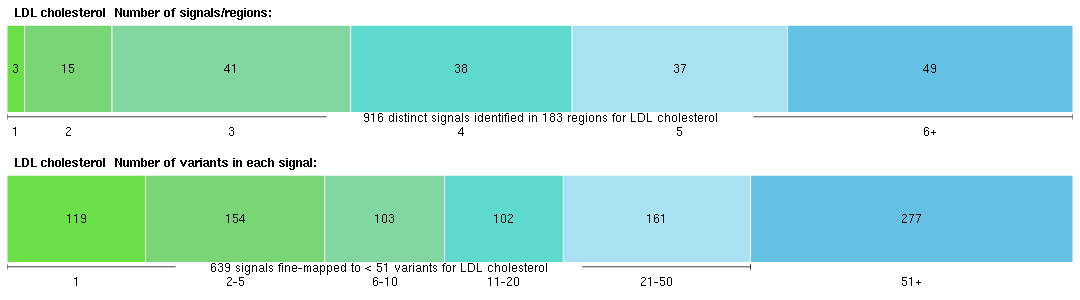 LDL cholesterol Number of signals/regions:
3 15 41 38 37 49
916 distinct signals identified in 183 regions for LDL cholesterol
1 2 3 4 5 6+
LDL cholesterol Number of variants in each signal:
119 154 103 102 161 277
639 signals fine-mapped to < 51 variants for LDL cholesterol
1 2-5 6-10 11-20 21-50 51+